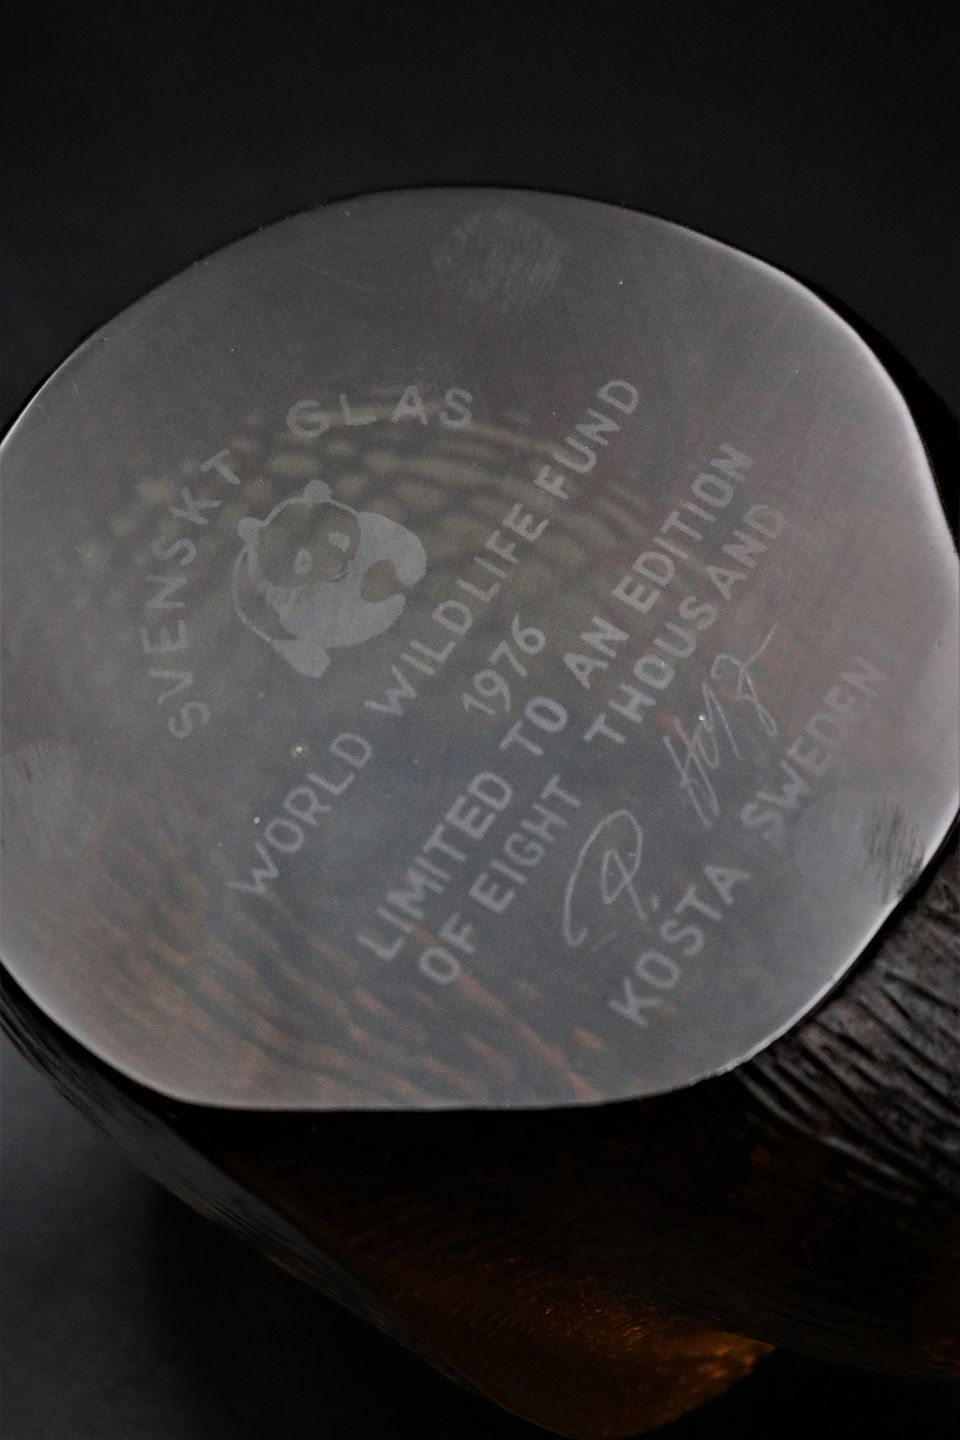 SVENSKT GLAS
WORLD WILDLIFE FUND
1976
LIMITED TO AN EDITION
OF EIGHT THOUSAND
KOSTA SWEDEN